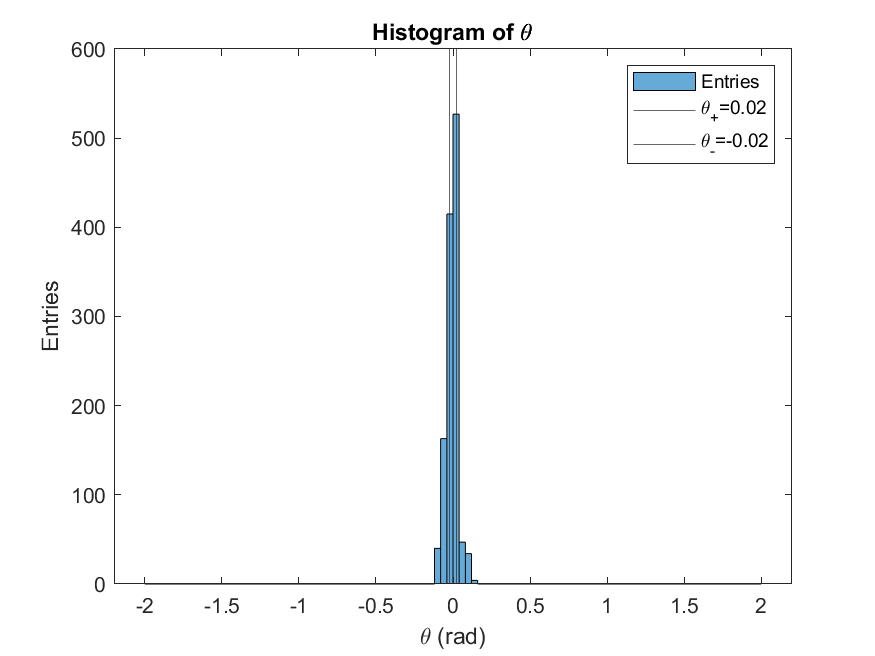 Histogram of θ
600
500
400
300
200
100
0
Entries
Entries
θ₊=0.02
θ₋=-0.02
-2 -1.5 -1 -0.5 0 0.5 1 1.5 2
θ (rad)